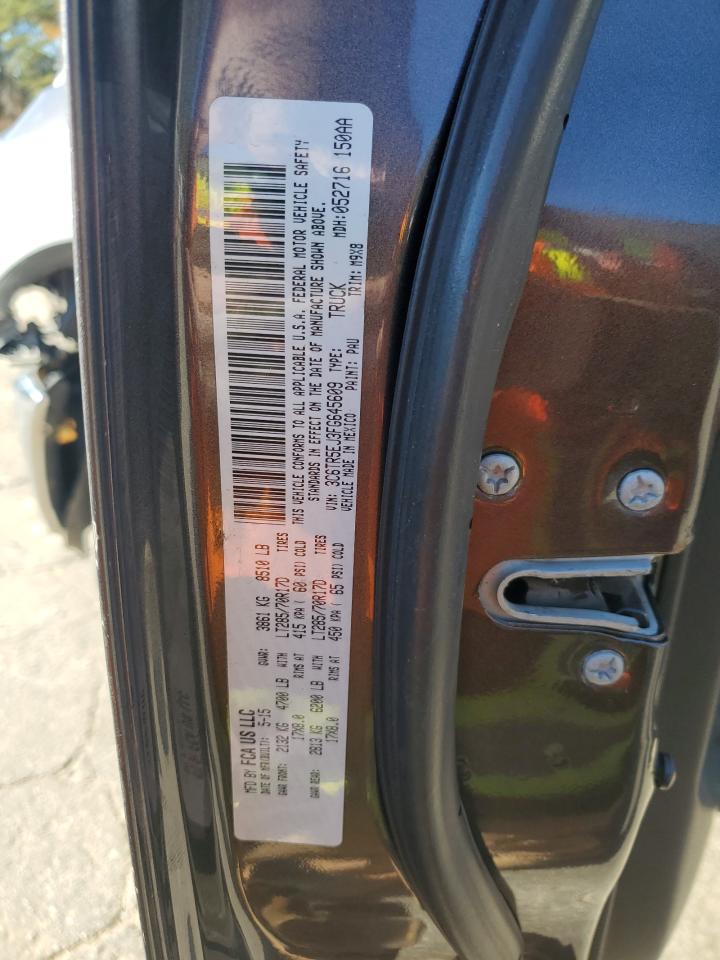 MFD BY FCA US LLC
DATE OF MFR(BUILT): 5-15 GVWR: 3861 KG 8510 LB
GAWR FRONT: 2132 KG 4700 LB WITH LT285/70R17D TIRES
17X8.0 RIMS AT 415 KPA ( 60 PSI) COLD
GAWR REAR: 2813 KG 6200 LB WITH LT285/70R17D TIRES
17X8.0 RIMS AT 450 KPA ( 65 PSI) COLD
THIS VEHICLE CONFORMS TO ALL APPLICABLE U.S.A. FEDERAL MOTOR VEHICLE SAFETY
STANDARDS IN EFFECT ON THE DATE OF MANUFACTURE SHOWN ABOVE.
VIN: 3C6TR5EJ3FG645609 TYPE: TRUCK MDH:052716 150AA
VEHICLE MADE IN MEXICO PAINT: PAU TRIM: M9X8